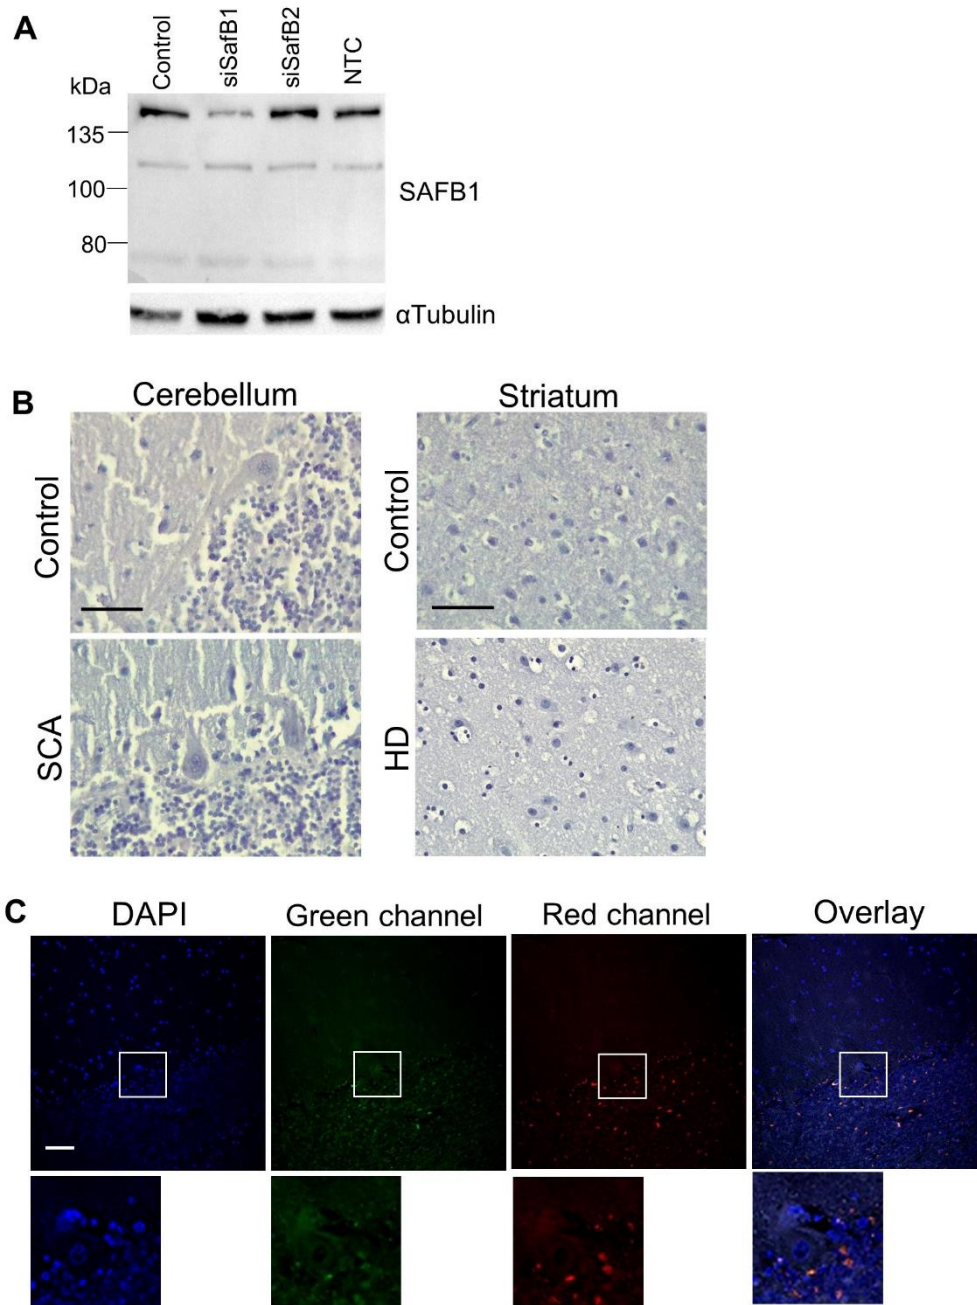 A
Control
siSafB1
siSafB2
NTC
kDa
135
100
80
SAFB1
αTubulin
B
Cerebellum
Striatum
Control
Control
SCA
HD
C
DAPI
Green channel
Red channel
Overlay